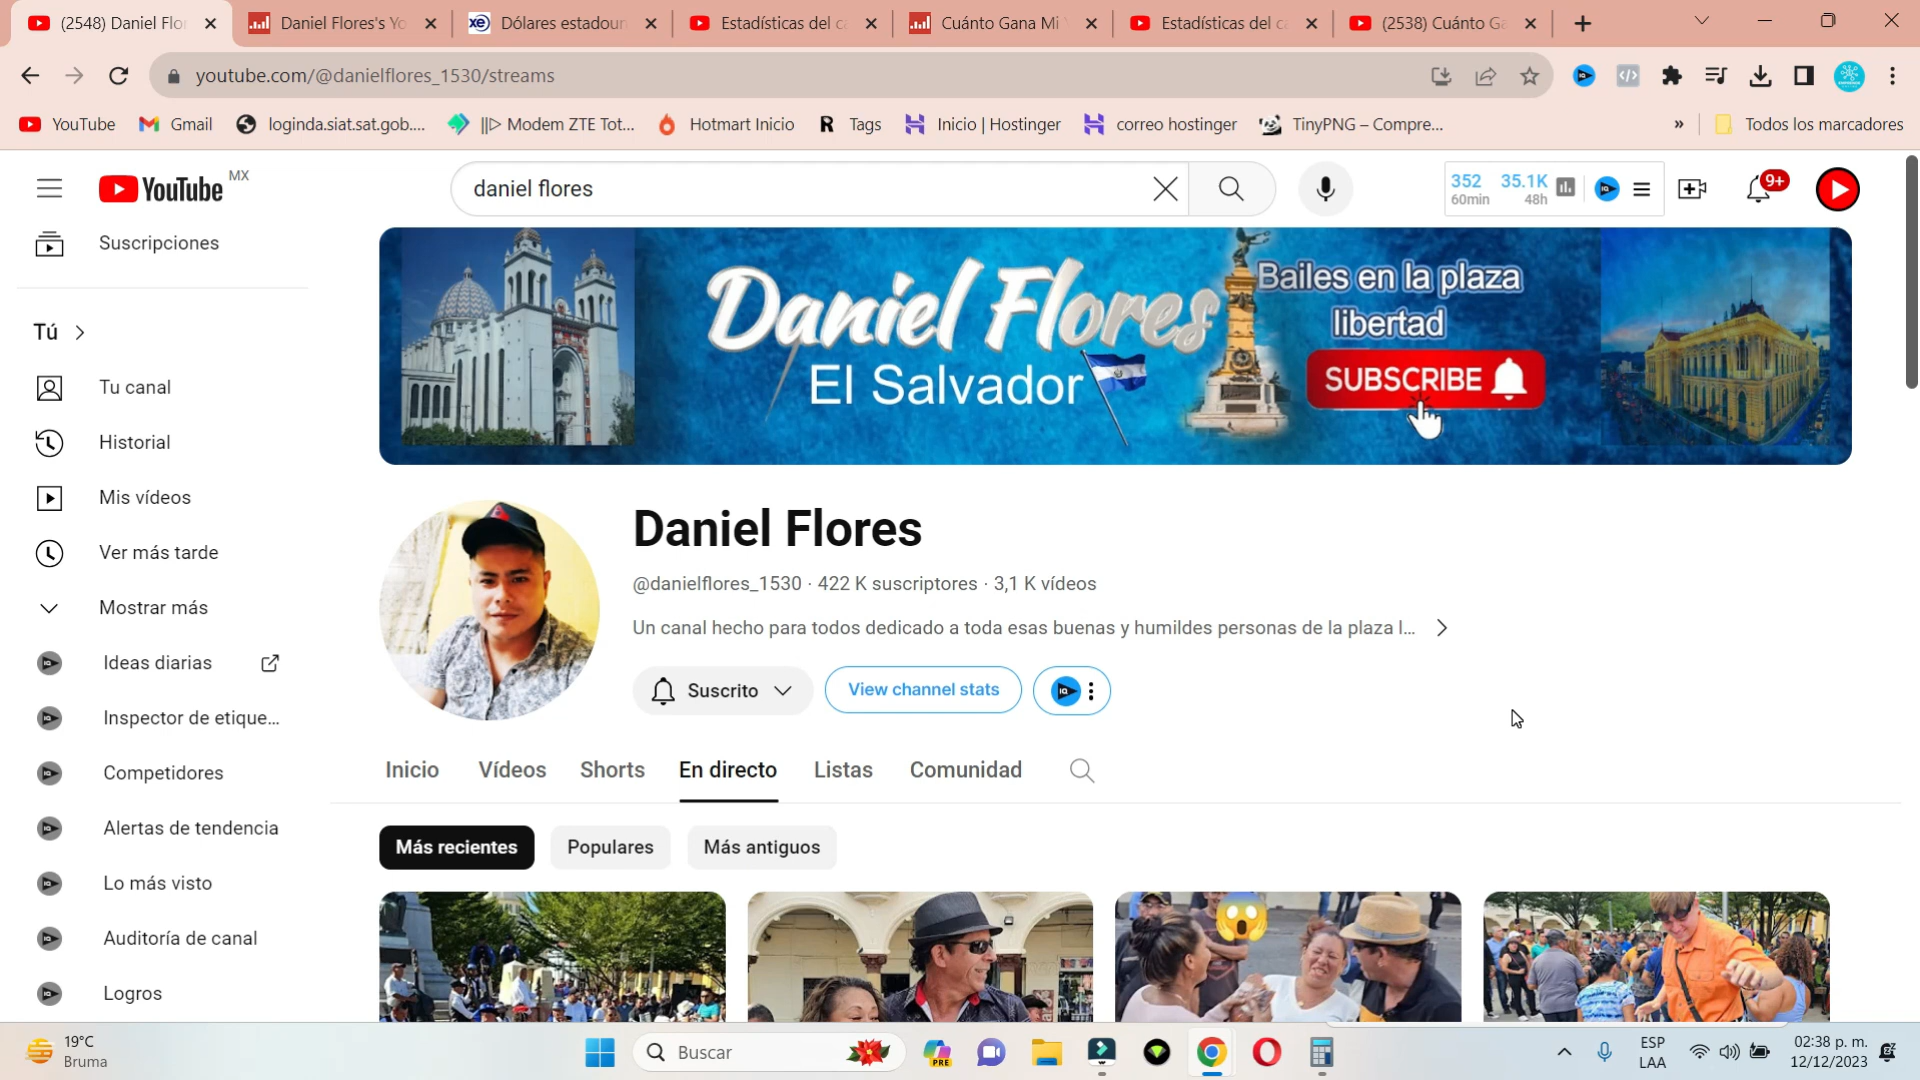 (2548) Daniel Flor
Daniel Flores's Yo
Dólares estadoun
Estadísticas del ca
Cuánto Gana Mi Y
Estadísticas del ca
(2538) Cuánto Ga
youtube.com/@danielflores_1530/streams
YouTube
Gmail
loginda.siat.sat.gob....
||▷ Modem ZTE Tot...
Hotmart Inicio
R Tags
Inicio | Hostinger
correo hostinger
TinyPNG – Compre...
»
Todos los marcadores
YouTube MX
daniel flores
352 60min
35.1K 48h
9+
Suscripciones
Tú
Tu canal
Historial
Mis vídeos
Ver más tarde
Mostrar más
Ideas diarias
Inspector de etique...
Competidores
Alertas de tendencia
Lo más visto
Auditoría de canal
Logros
Daniel Flores
El Salvador
Bailes en la plaza
libertad
SUBSCRIBE
Daniel Flores
@danielflores_1530 · 422 K suscriptores · 3,1 K vídeos
Un canal hecho para todos dedicado a toda esas buenas y humildes personas de la plaza l...
Suscrito
View channel stats
Inicio
Vídeos
Shorts
En directo
Listas
Comunidad
Más recientes
Populares
Más antiguos
19°C
Bruma
Buscar
PRE
ESP
LAA
02:38 p. m.
12/12/2023